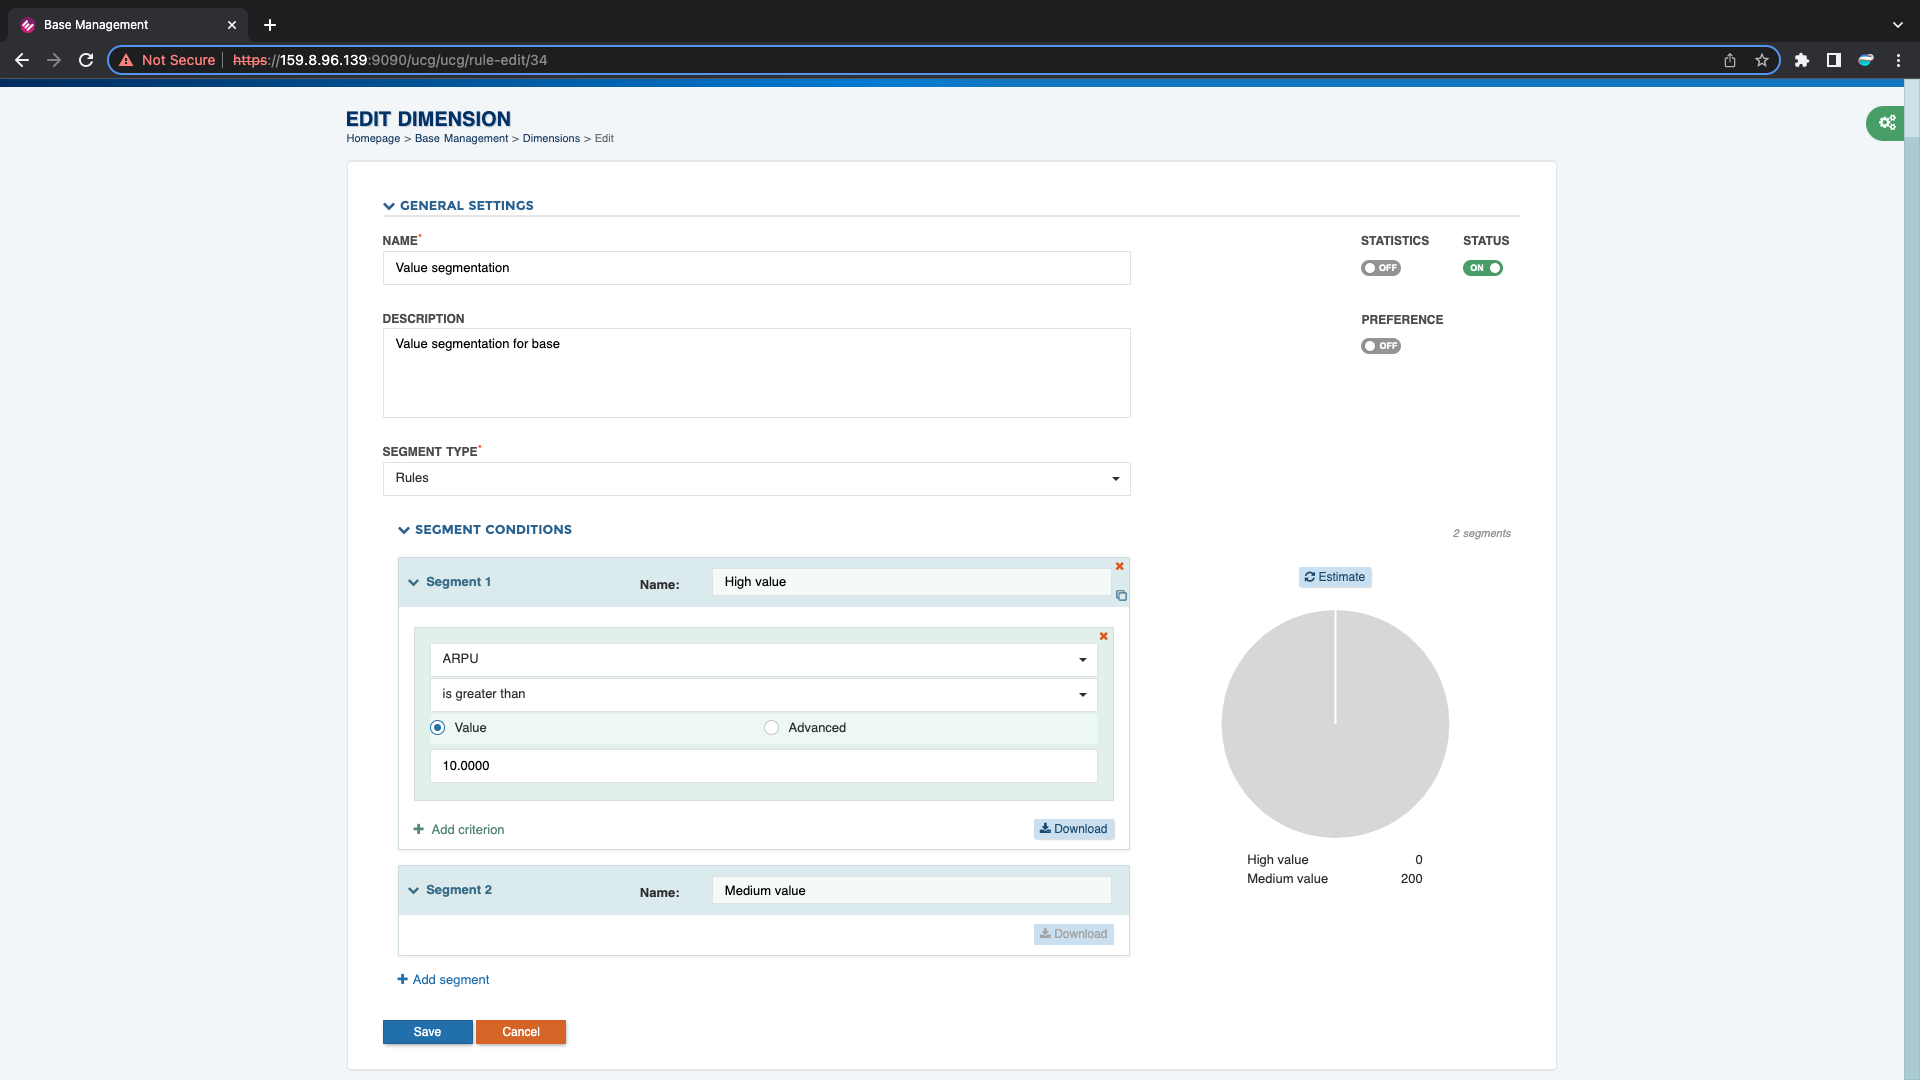 Base Management
Not Secure
https://159.8.96.139:9090/ucg/ucg/rule-edit/34
EDIT DIMENSION
Homepage > Base Management > Dimensions > Edit
GENERAL SETTINGS
NAME*
STATISTICS
STATUS
Value segmentation
OFF
ON
DESCRIPTION
PREFERENCE
Value segmentation for base
OFF
SEGMENT TYPE*
Rules
SEGMENT CONDITIONS
2 segments
Segment 1
Name:
High value
Estimate
ARPU
is greater than
Value
Advanced
10.0000
Add criterion
Download
High value 0
Medium value 200
Segment 2
Name:
Medium value
Download
Add segment
Save
Cancel